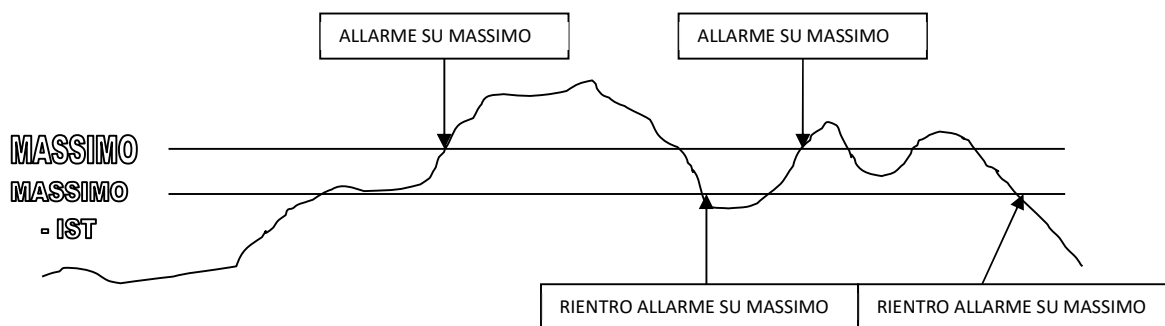 ALLARME SU MASSIMO
ALLARME SU MASSIMO
MASSIMO
MASSIMO
- IST
RIENTRO ALLARME SU MASSIMO
RIENTRO ALLARME SU MASSIMO